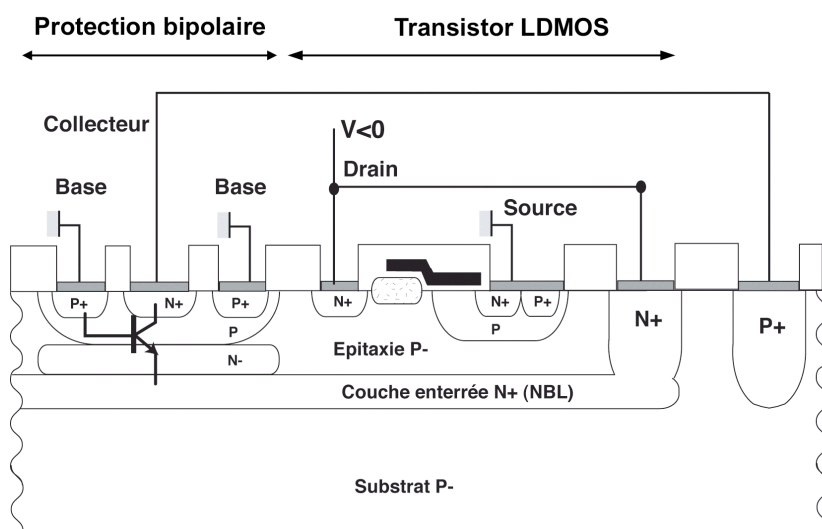 Protection bipolaire
Transistor LDMOS
Collecteur
V<0
Drain
Base
Base
Source
P+
N+
P+
N+
N+
P+
N+
P+
P
P
Epitaxie P-
N-
Couche enterrée N+ (NBL)
Substrat P-